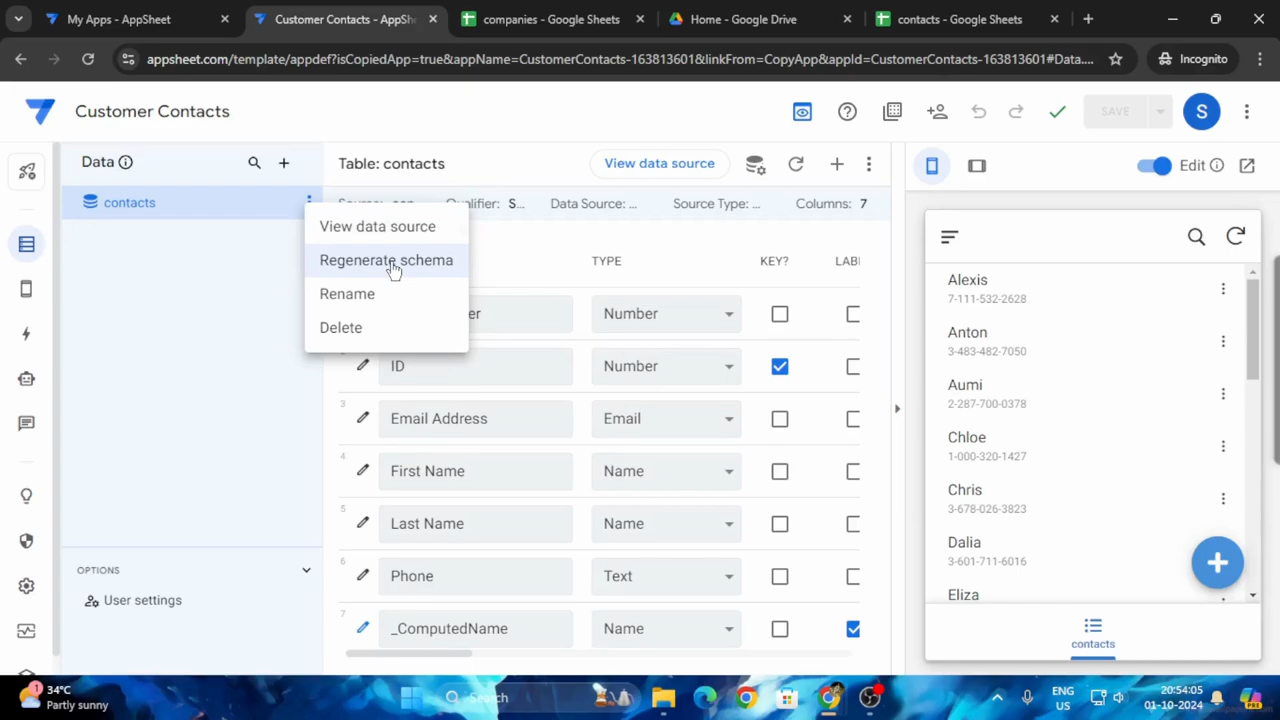 My Apps - AppSheet
Customer Contacts - AppSh
companies - Google Sheets
Home - Google Drive
contacts - Google Sheets
appsheet.com/template/appdef?isCopiedApp=true&appName=CustomerContacts-163813601&linkFrom=CopyApp&appId=CustomerContacts-163813601#Data....
Incognito
Customer Contacts
SAVE
S
Data
Table: contacts
View data source
Edit
contacts
Qualifier: S...
Data Source: ...
Source Type: ...
Columns: 7
View data source
Regenerate schema
Rename
Delete
TYPE
KEY?
LAB
er
Number
2
ID
Number
3
Email Address
Email
4
First Name
Name
5
Last Name
Name
6
Phone
Text
7
_ComputedName
Name
OPTIONS
User settings
Alexis
7-111-532-2628
Anton
3-483-482-7050
Aumi
2-287-700-0378
Chloe
1-000-320-1427
Chris
3-678-026-3823
Dalia
3-601-711-6016
Eliza
contacts
1
34°C
Partly sunny
Search
ENG
IN
20:54:05
01-10-2024
PRE